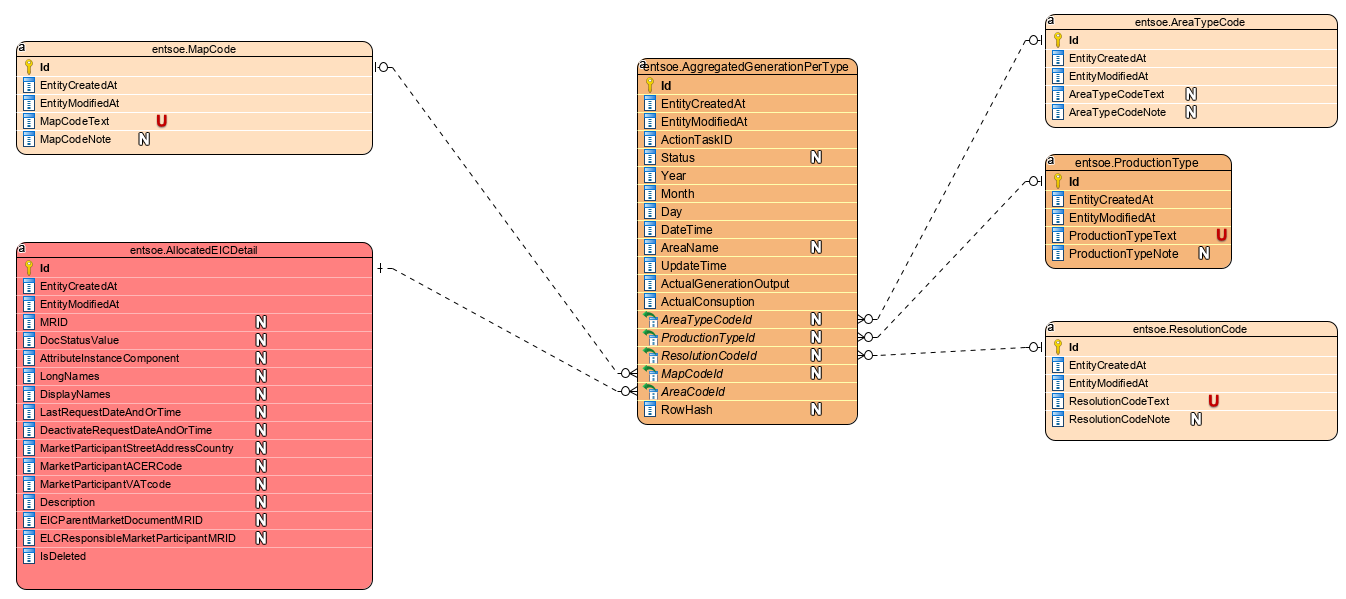 a
entsoe.MapCode
Id
EntityCreatedAt
EntityModifiedAt
MapCodeText U
MapCodeNote N
a
entsoe.AllocatedEICDetail
Id
EntityCreatedAt
EntityModifiedAt
MRID N
DocStatusValue N
AttributeInstanceComponent N
LongNames N
DisplayNames N
LastRequestDateAndOrTime N
DeactivateRequestDateAndOrTime N
MarketParticipantStreetAddressCountry N
MarketParticipantACERCode N
MarketParticipantVATcode N
Description N
EICParentMarketDocumentMRID N
ELCResponsibleMarketParticipantMRID N
IsDeleted
a
entsoe.AggregatedGenerationPerType
Id
EntityCreatedAt
EntityModifiedAt
ActionTaskID
Status N
Year
Month
Day
DateTime
AreaName N
UpdateTime
ActualGenerationOutput
ActualConsuption
AreaTypeCodeId N
ProductionTypeId N
ResolutionCodeId N
MapCodeId N
AreaCodeId
RowHash N
a
entsoe.AreaTypeCode
Id
EntityCreatedAt
EntityModifiedAt
AreaTypeCodeText N
AreaTypeCodeNote N
a
entsoe.ProductionType
Id
EntityCreatedAt
EntityModifiedAt
ProductionTypeText U
ProductionTypeNote N
a
entsoe.ResolutionCode
Id
EntityCreatedAt
EntityModifiedAt
ResolutionCodeText U
ResolutionCodeNote N